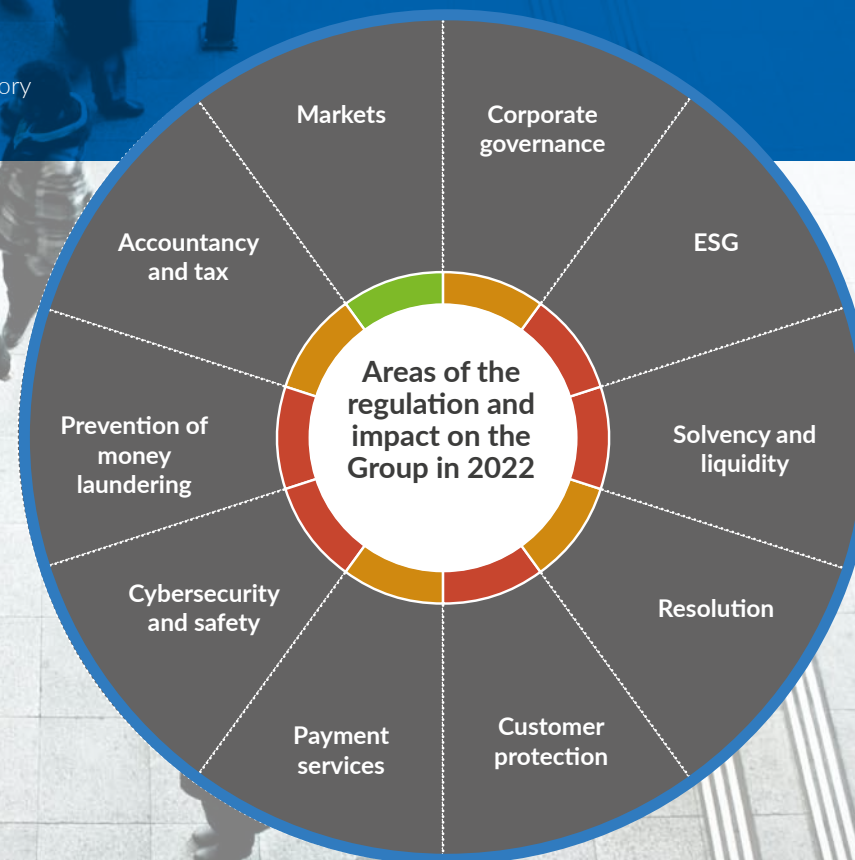 Markets
Corporate
governance
Accountancy
and tax
ESG
Areas of the
regulation and
impact on the
Group in 2022
Prevention of
money
laundering
Solvency and
liquidity
Cybersecurity
and safety
Resolution
Payment
services
Customer
protection